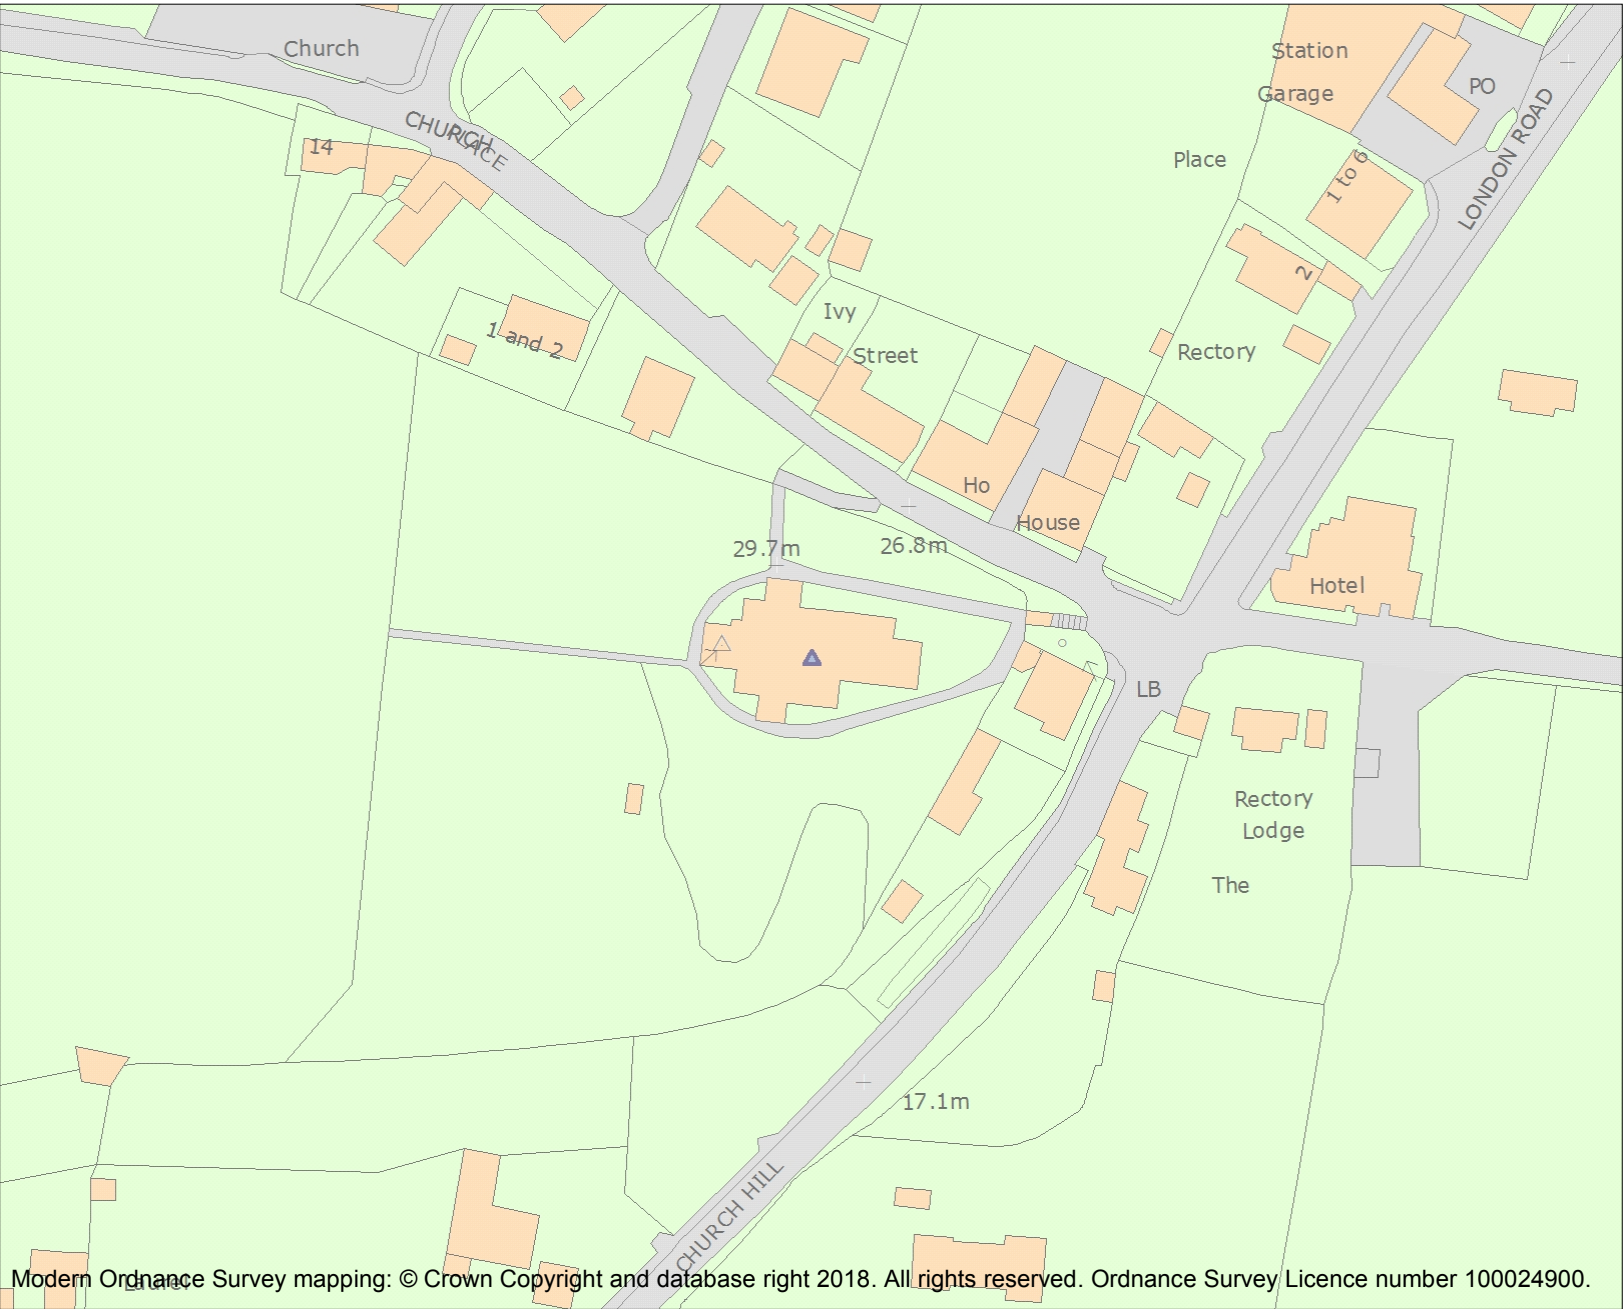 Church
Station
Garage
PO
CHURCH
PLACE
14
Place
1 to 6
LONDON ROAD
2
Ivy
1 and 2
Street
Rectory
Ho
House
29.7m
26.8m
Hotel
LB
Rectory
Lodge
The
17.1m
CHURCH HILL
Laurel
Modern Ordnance Survey mapping: © Crown Copyright and database right 2018. All rights reserved. Ordnance Survey Licence number 100024900.